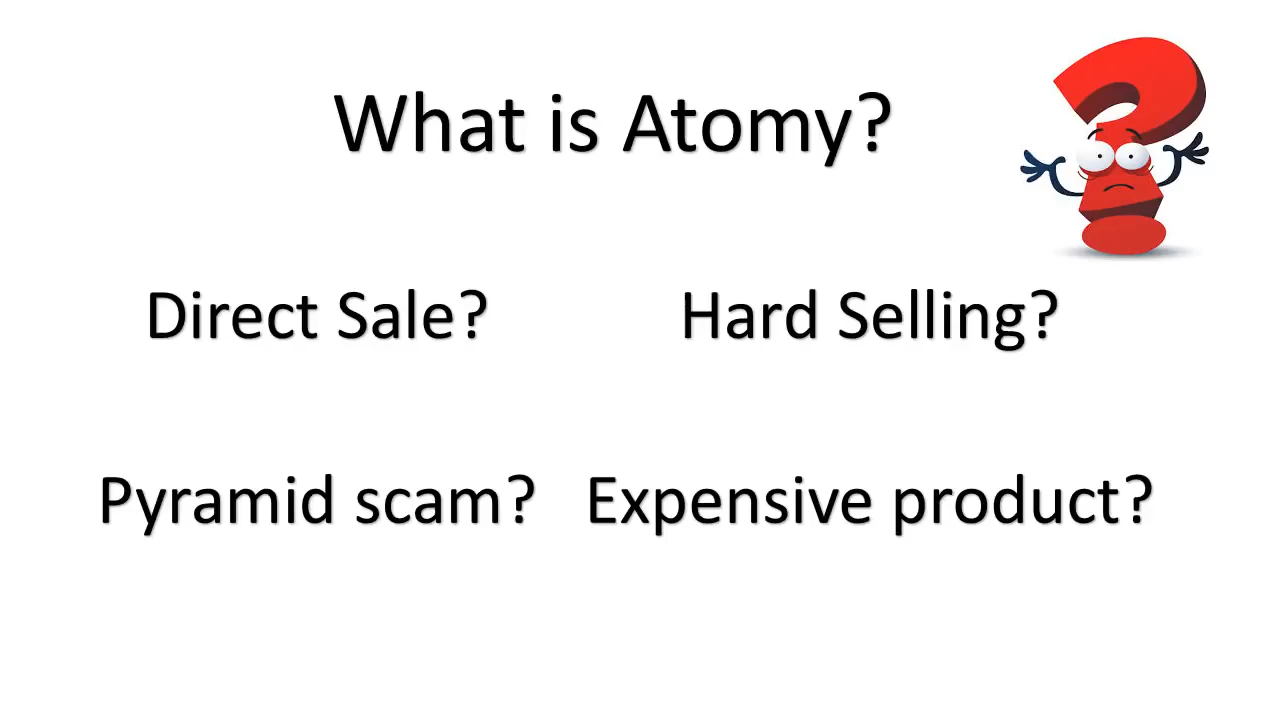 What is Atomy?
Direct Sale? Hard Selling?
Pyramid scam? Expensive product?